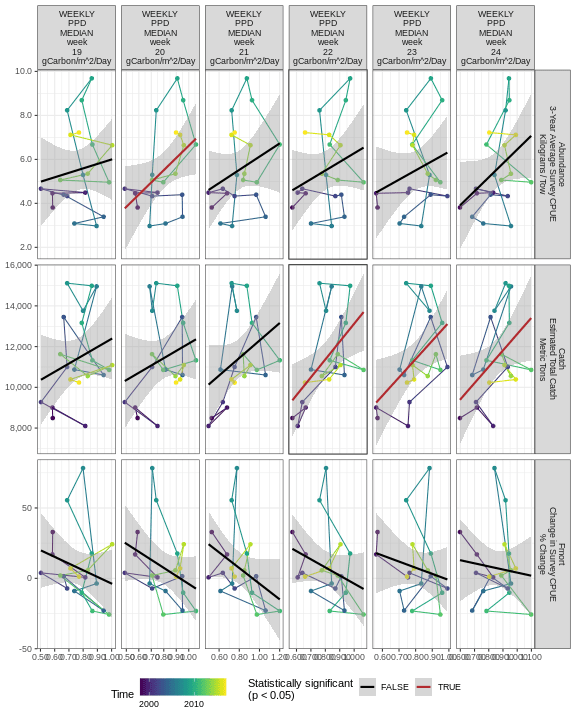 WEEKLY PPD MEDIAN week 19 gCarbon/m^2/Day
WEEKLY PPD MEDIAN week 20 gCarbon/m^2/Day
WEEKLY PPD MEDIAN week 21 gCarbon/m^2/Day
WEEKLY PPD MEDIAN week 22 gCarbon/m^2/Day
WEEKLY PPD MEDIAN week 23 gCarbon/m^2/Day
WEEKLY PPD MEDIAN week 24 gCarbon/m^2/Day
10.0
8.0
6.0
4.0
2.0
Abundance
3-Year Average Survey CPUE
Kilograms / Tow
16,000
14,000
12,000
10,000
8,000
Catch
Estimated Total Catch
Metric Tons
50
0
-50
Fmort
Change in Survey CPUE
% Change
0.60 0.80 1.00 1.20
Time
2000 2010
Statistically significant
(p < 0.05)
FALSE TRUE